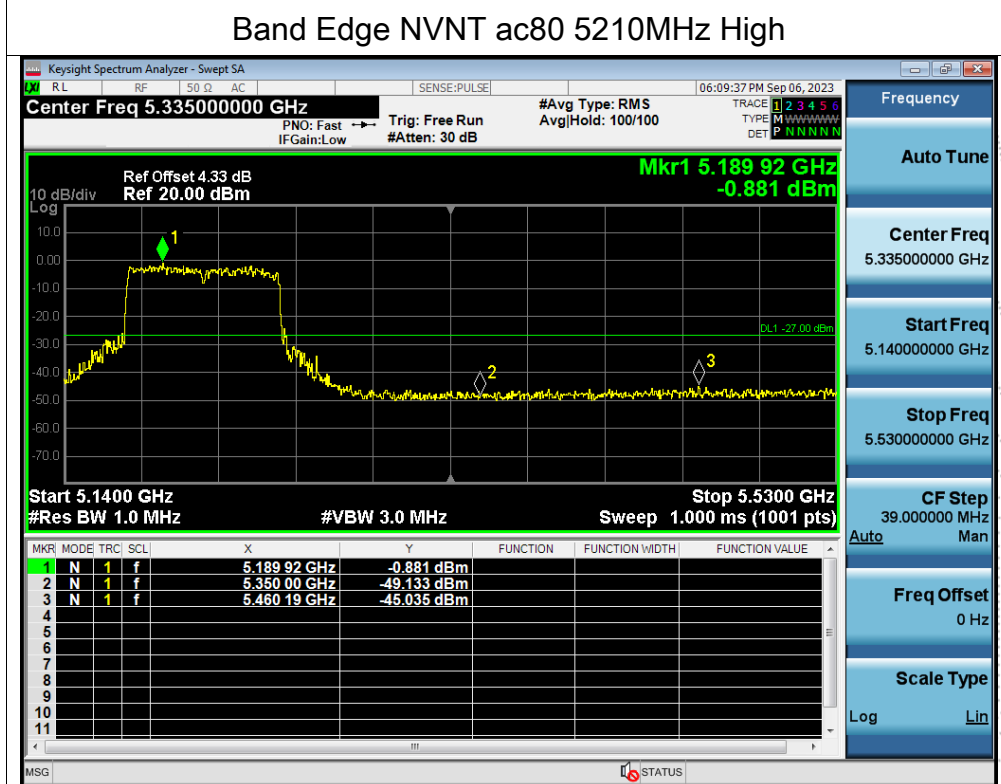 Band Edge NVNT ac80 5210MHz High
Keysight Spectrum Analyzer - Swept SA
LXI RL RF 50 Ω AC SENSE:PULSE 06:09:37 PM Sep 06, 2023
Center Freq 5.335000000 GHz
PNO: Fast
IFGain:Low
Trig: Free Run
#Atten: 30 dB
#Avg Type: RMS
Avg|Hold: 100/100
TRACE 1 2 3 4 5 6
TYPE M WWWWW
DET P N N N N N
Mkr1 5.189 92 GHz
-0.881 dBm
Ref Offset 4.33 dB
10 dB/div Ref 20.00 dBm
Log
10.0
0.00
-10.0
-20.0
-30.0
-40.0
-50.0
-60.0
-70.0
1
2
3
DL1 -27.00 dBm
Start 5.1400 GHz Stop 5.5300 GHz
#Res BW 1.0 MHz #VBW 3.0 MHz Sweep 1.000 ms (1001 pts)
MKR MODE TRC SCL X Y FUNCTION FUNCTION WIDTH FUNCTION VALUE
1 N 1 f 5.189 92 GHz -0.881 dBm
2 N 1 f 5.350 00 GHz -49.133 dBm
3 N 1 f 5.460 19 GHz -45.035 dBm
4
5
6
7
8
9
10
11
MSG STATUS
Frequency
Auto Tune
Center Freq
5.335000000 GHz
Start Freq
5.140000000 GHz
Stop Freq
5.530000000 GHz
CF Step
39.000000 MHz
Auto Man
Freq Offset
0 Hz
Scale Type
Log Lin